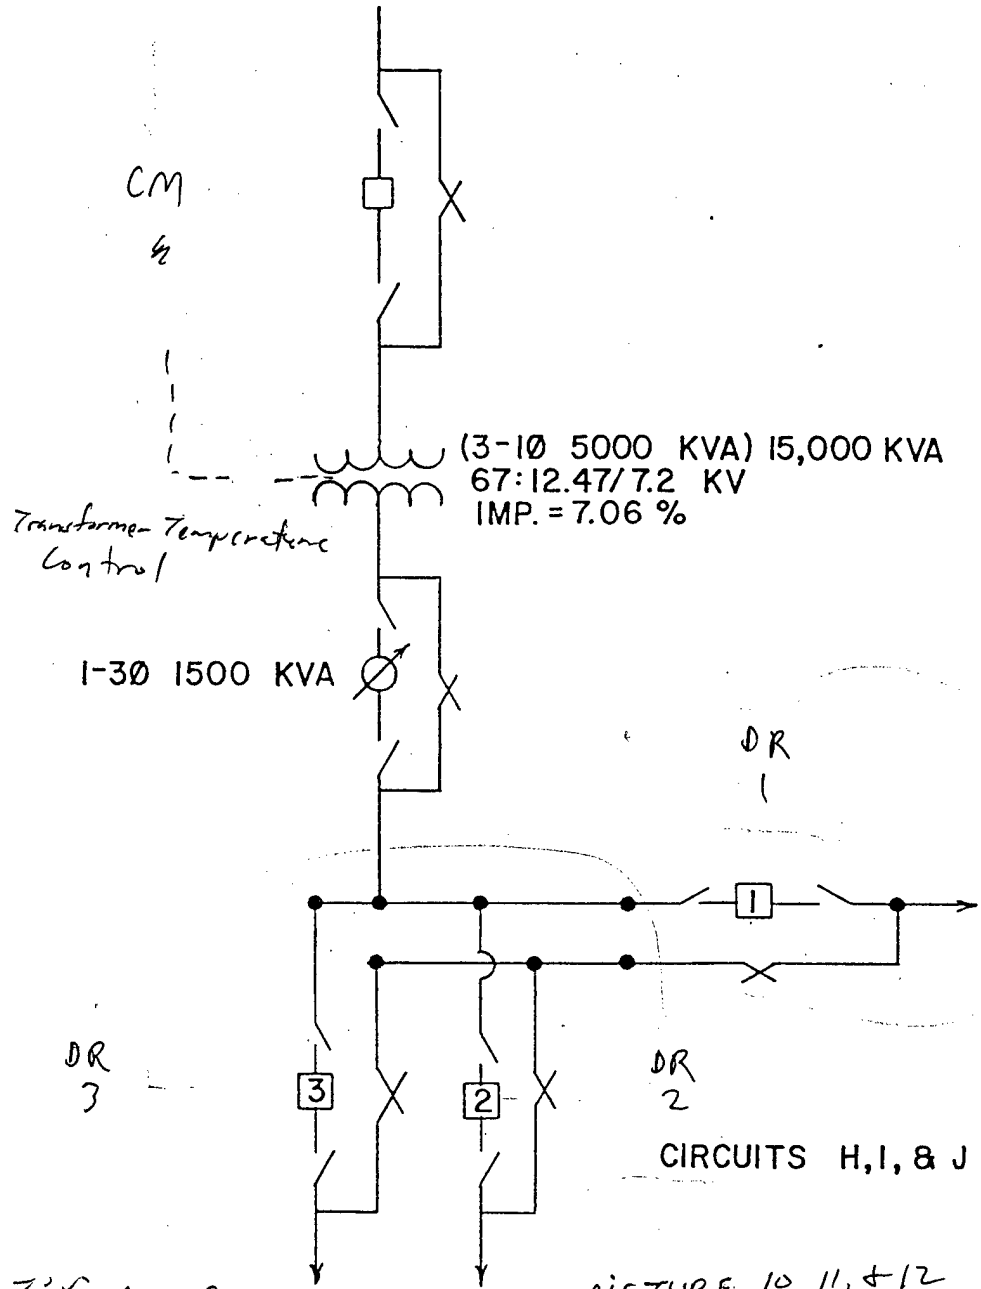 CM
(3-1Ø 5000 KVA) 15,000 KVA
67:12.47/7.2 KV
IMP. = 7.06 %
Transformer Temperature
Control
1-3Ø 1500 KVA
DR
1
1
DR
3
3
2
DR
2
CIRCUITS H, I, & J
PICTURE 10, 11, & 12